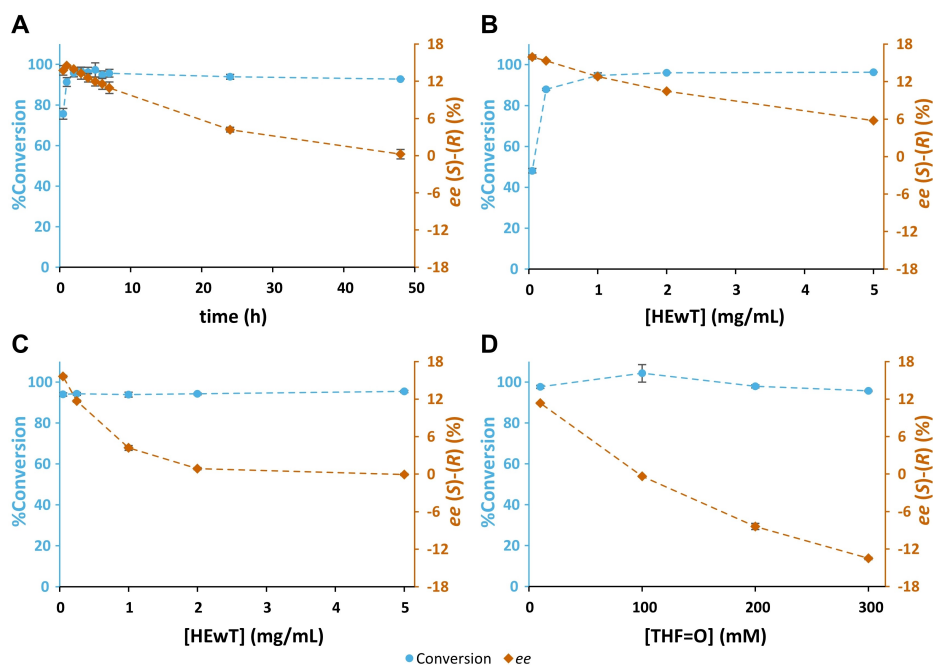 A
B
100
80
60
40
20
0
%Conversion
18
12
6
0
-6
-12
-18
ee (S)-(R) (%)
0 10 20 30 40 50
time (h)
100
80
60
40
20
0
%Conversion
18
12
6
0
-6
-12
-18
ee (S)-(R) (%)
0 1 2 3 4 5
[HEwT] (mg/mL)
C
D
100
80
60
40
20
0
%Conversion
18
12
6
0
-6
-12
-18
ee (S)-(R) (%)
0 1 2 3 4 5
[HEwT] (mg/mL)
100
80
60
40
20
0
%Conversion
18
12
6
0
-6
-12
-18
ee (S)-(R) (%)
0 100 200 300
[THF=O] (mM)
Conversion ee